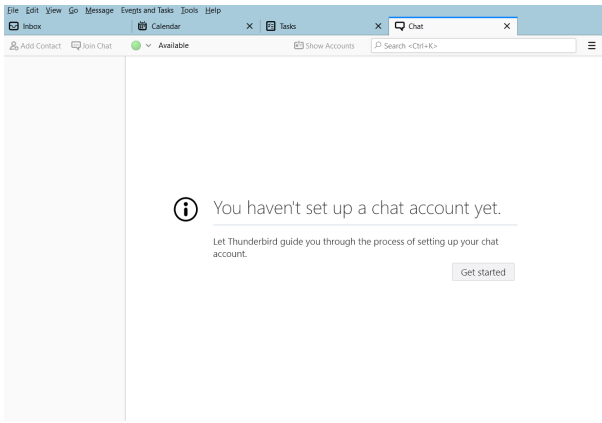 File Edit View Go Message Events and Tasks Tools Help
Inbox Calendar Tasks Chat
Add Contact Join Chat Available Show Accounts Search <Ctrl+K>
You haven't set up a chat account yet.
Let Thunderbird guide you through the process of setting up your chat
account.
Get started